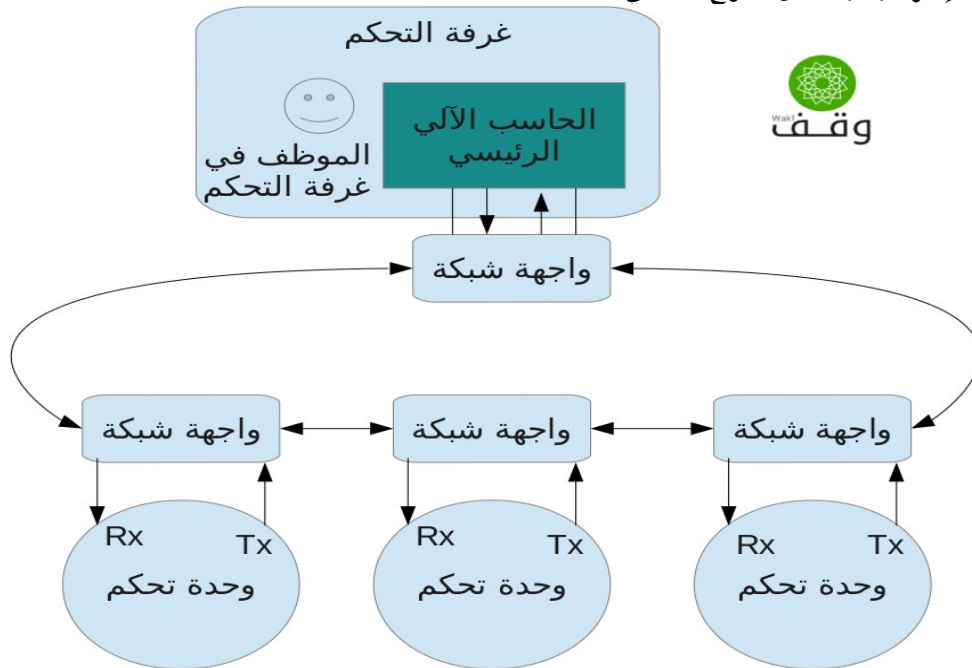 غرفة التحكم
الحاسب الآلي
الرئيسي
الموظف في
غرفة التحكم
Wakf
وقف
واجهة شبكة
واجهة شبكة
واجهة شبكة
واجهة شبكة
Rx
Tx
وحدة تحكم
Rx
Tx
وحدة تحكم
Rx
Tx
وحدة تحكم